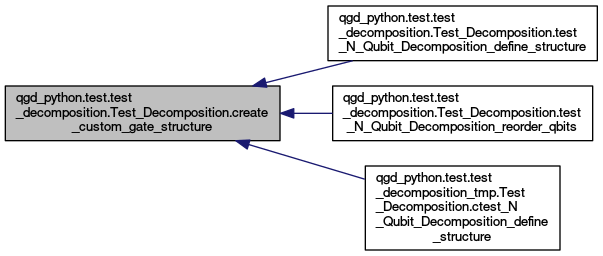 qgd_python.test.test
_decomposition.Test_Decomposition.create
_custom_gate_structure
qgd_python.test.test
_decomposition.Test_Decomposition.test
_N_Qubit_Decomposition_define_structure
qgd_python.test.test
_decomposition.Test_Decomposition.test
_N_Qubit_Decomposition_reorder_qbits
qgd_python.test.test
_decomposition_tmp.Test
_Decomposition.ctest_N
_Qubit_Decomposition_define
_structure